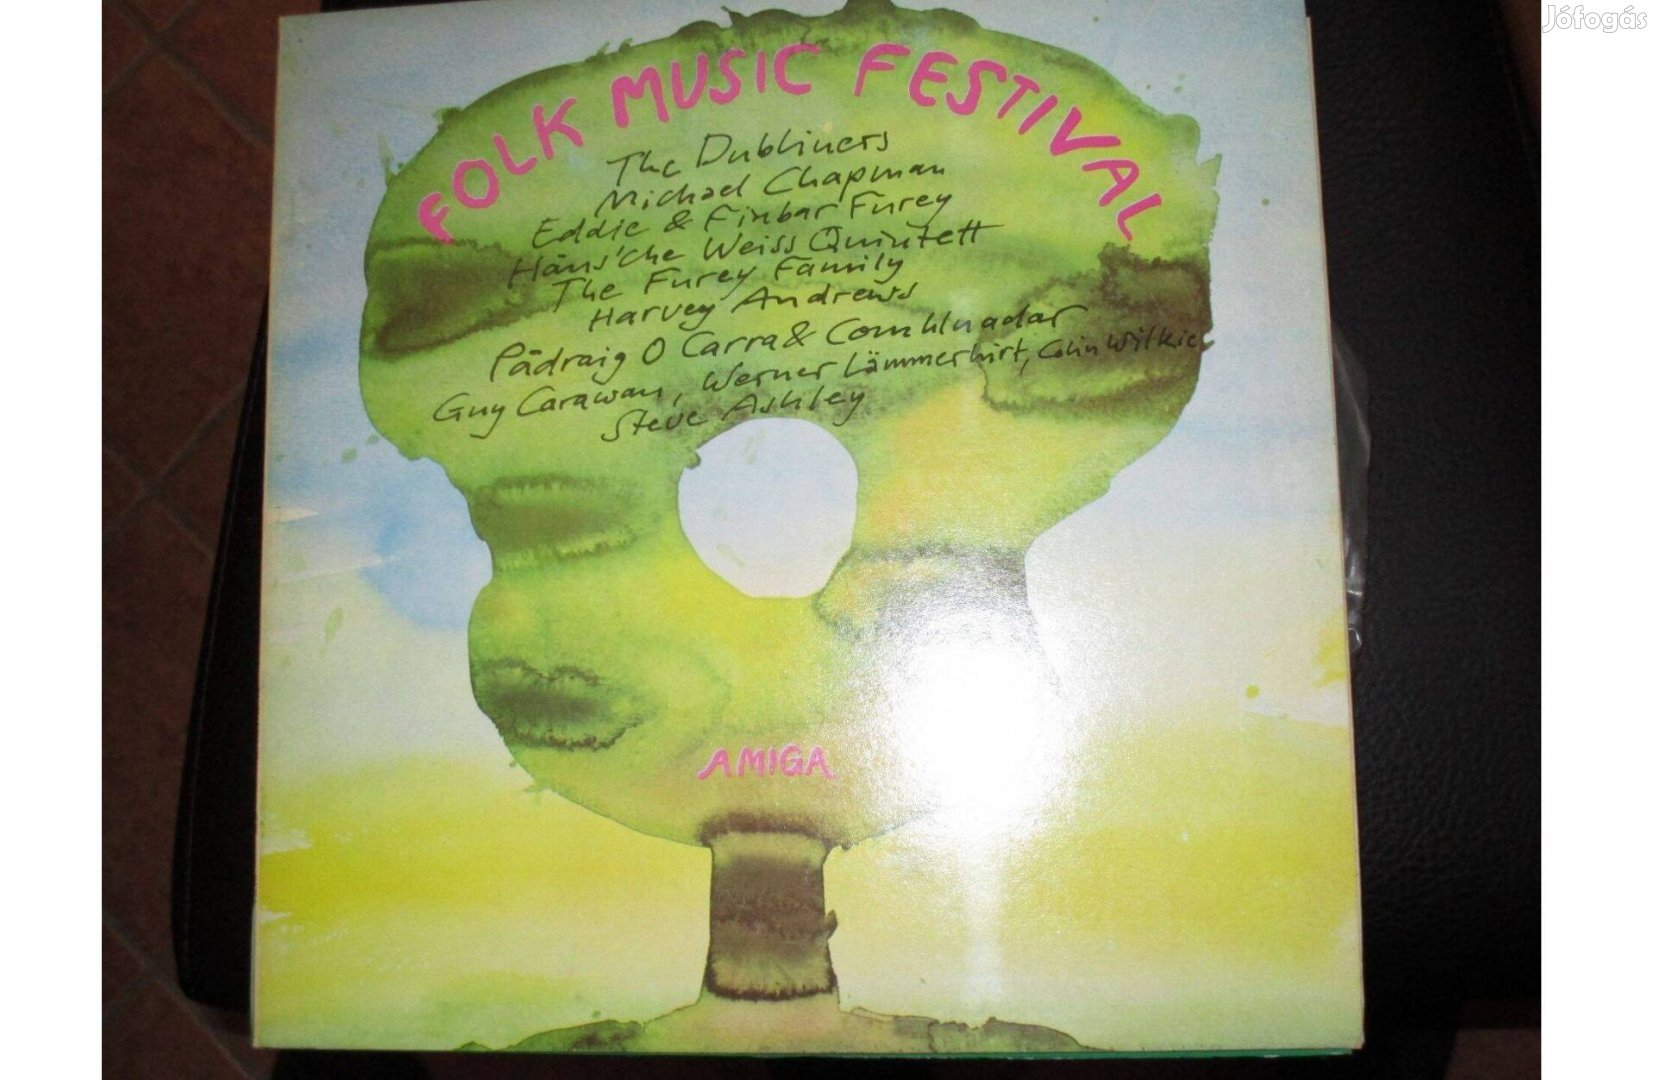 Jófogás
FOLK MUSIC FESTIVAL
The Dubliners
Michael Chapman
Eddie & Finbar Furey
Häns'che Weiss Quintett
The Furey Family
Harvey Andrews
Pädraig O Carra & Comhluadar
Guy Carawan, Werner Lämmerhirt, Colin Wilkie
Steve Ashley
AMIGA